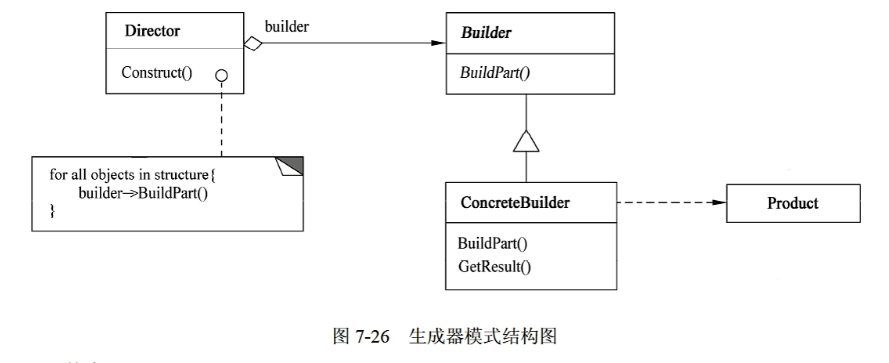 Director
Construct()
builder
Builder
BuildPart()
for all objects in structure{
builder->BuildPart()
}
ConcreteBuilder
BuildPart()
GetResult()
Product
图 7-26 生成器模式结构图